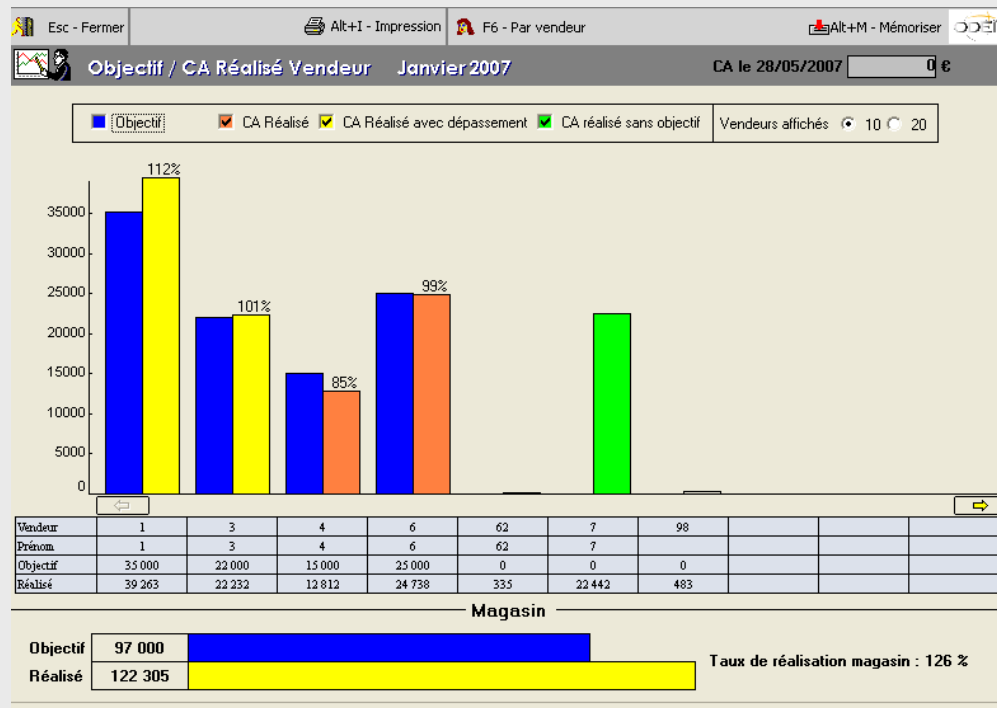 Esc - Fermer Alt+I - Impression F6 - Par vendeur Alt+M - Mémoriser
Objectif / CA Réalisé Vendeur Janvier 2007 CA le 28/05/2007 0 €
Objectif CA Réalisé CA Réalisé avec dépassement CA réalisé sans objectif Vendeurs affichés 10 20
112%
35000
30000
25000 99%
101%
20000
15000 85%
10000
5000
0
Vendeur 1 3 4 6 62 7 98
Prénom 1 3 4 6 62 7
Objectif 35 000 22 000 15 000 25 000 0 0 0
Réalisé 39 263 22 232 12 812 24 738 335 22 442 483
Magasin
Objectif 97 000
Taux de réalisation magasin : 126 %
Réalisé 122 305